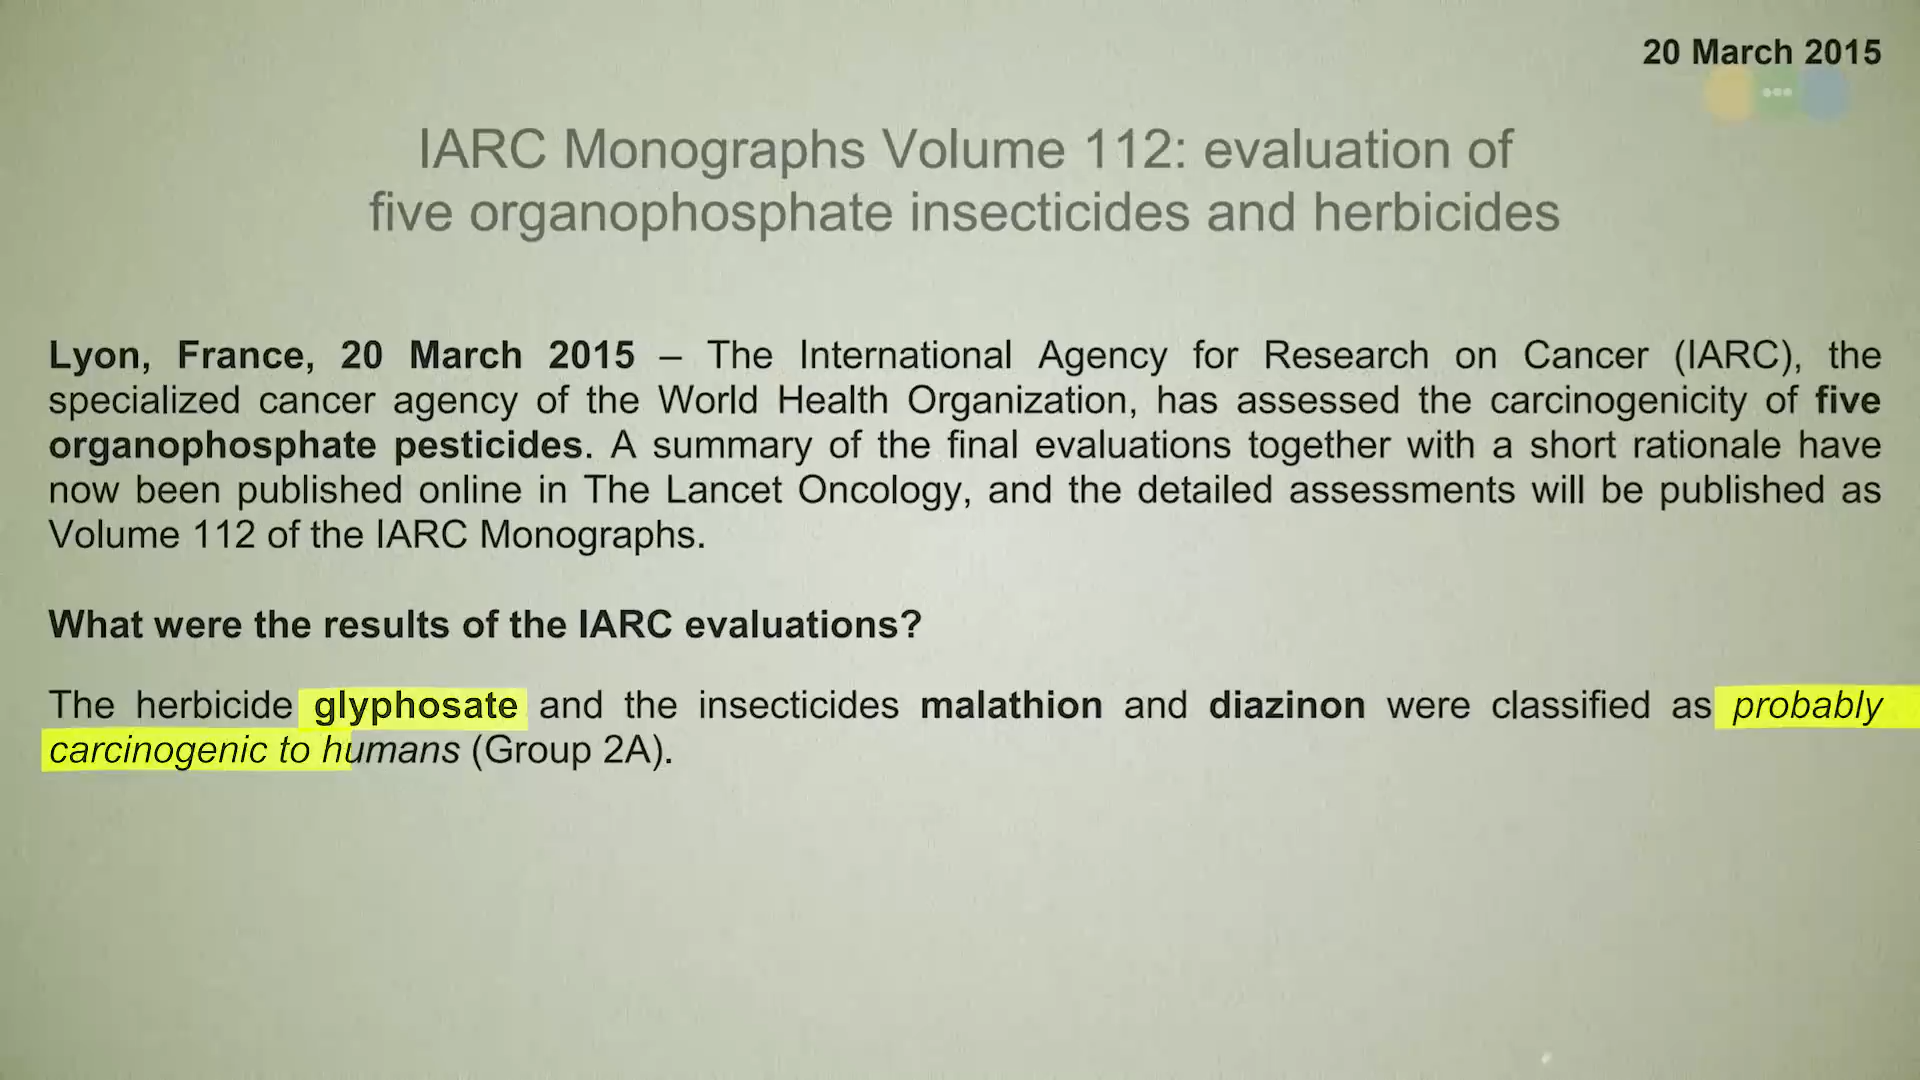 20 March 2015
IARC Monographs Volume 112: evaluation of
five organophosphate insecticides and herbicides
Lyon, France, 20 March 2015 – The International Agency for Research on Cancer (IARC), the
specialized cancer agency of the World Health Organization, has assessed the carcinogenicity of five
organophosphate pesticides. A summary of the final evaluations together with a short rationale have
now been published online in The Lancet Oncology, and the detailed assessments will be published as
Volume 112 of the IARC Monographs.
What were the results of the IARC evaluations?
The herbicide glyphosate and the insecticides malathion and diazinon were classified as probably
carcinogenic to humans (Group 2A).